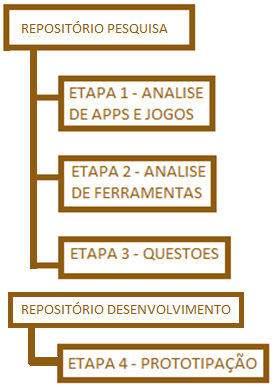 REPOSITÓRIO PESQUISA
ETAPA 1 - ANALISE
DE APPS E JOGOS
ETAPA 2 - ANALISE
DE FERRAMENTAS
ETAPA 3 - QUESTOES
REPOSITÓRIO DESENVOLVIMENTO
ETAPA 4 - PROTOTIPAÇÃO